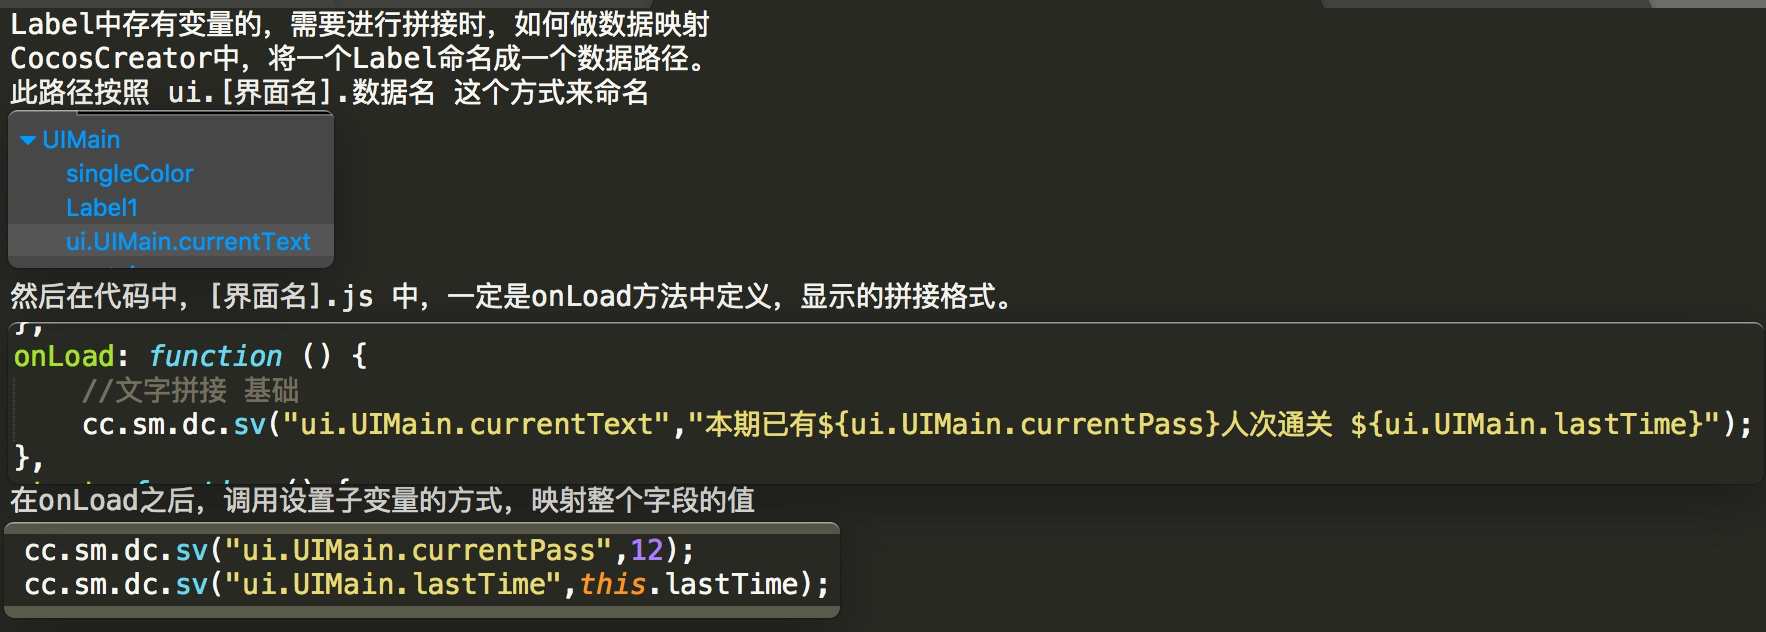 Label中存有变量的，需要进行拼接时，如何做数据映射
CocosCreator中，将一个Label命名成一个数据路径。
此路径按照 ui.[界面名].数据名 这个方式来命名
UIMain
singleColor
Label1
ui.UIMain.currentText
然后在代码中，[界面名].js 中，一定是onLoad方法中定义，显示的拼接格式。
},
onLoad: function () {
//文字拼接 基础
cc.sm.dc.sv("ui.UIMain.currentText","本期已有${ui.UIMain.currentPass}人次通关 ${ui.UIMain.lastTime}");
},
在onLoad之后，调用设置子变量的方式，映射整个字段的值
cc.sm.dc.sv("ui.UIMain.currentPass",12);
cc.sm.dc.sv("ui.UIMain.lastTime",this.lastTime);